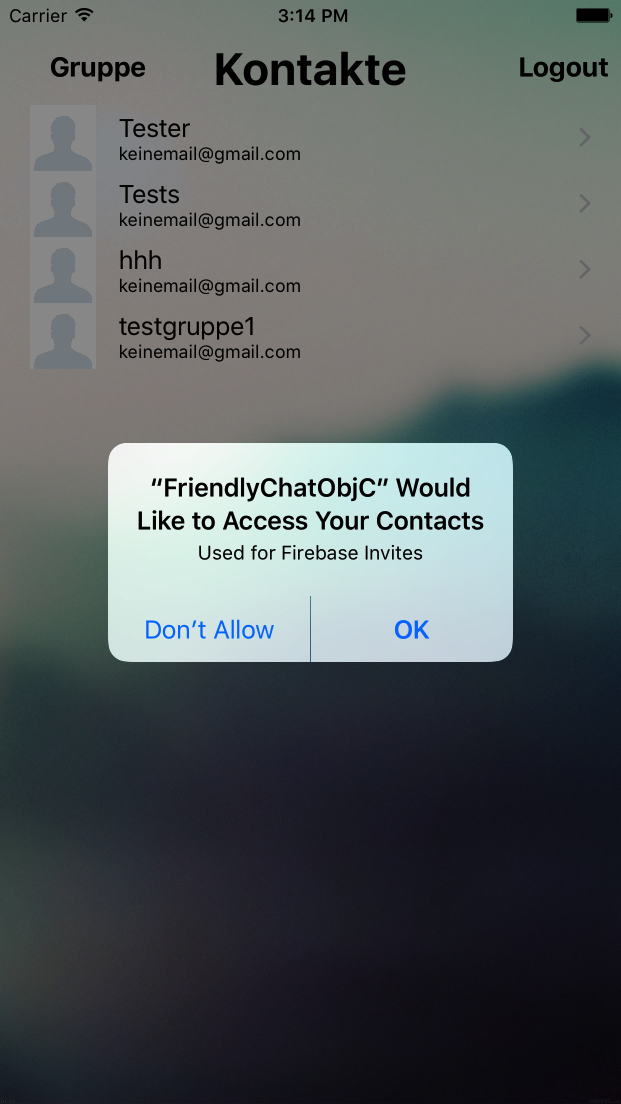 Carrier 3:14 PM
Gruppe Kontakte Logout
Tester
keinemail@gmail.com
Tests
keinemail@gmail.com
hhh
keinemail@gmail.com
testgruppe1
keinemail@gmail.com
“FriendlyChatObjC” Would
Like to Access Your Contacts
Used for Firebase Invites
Don’t Allow OK